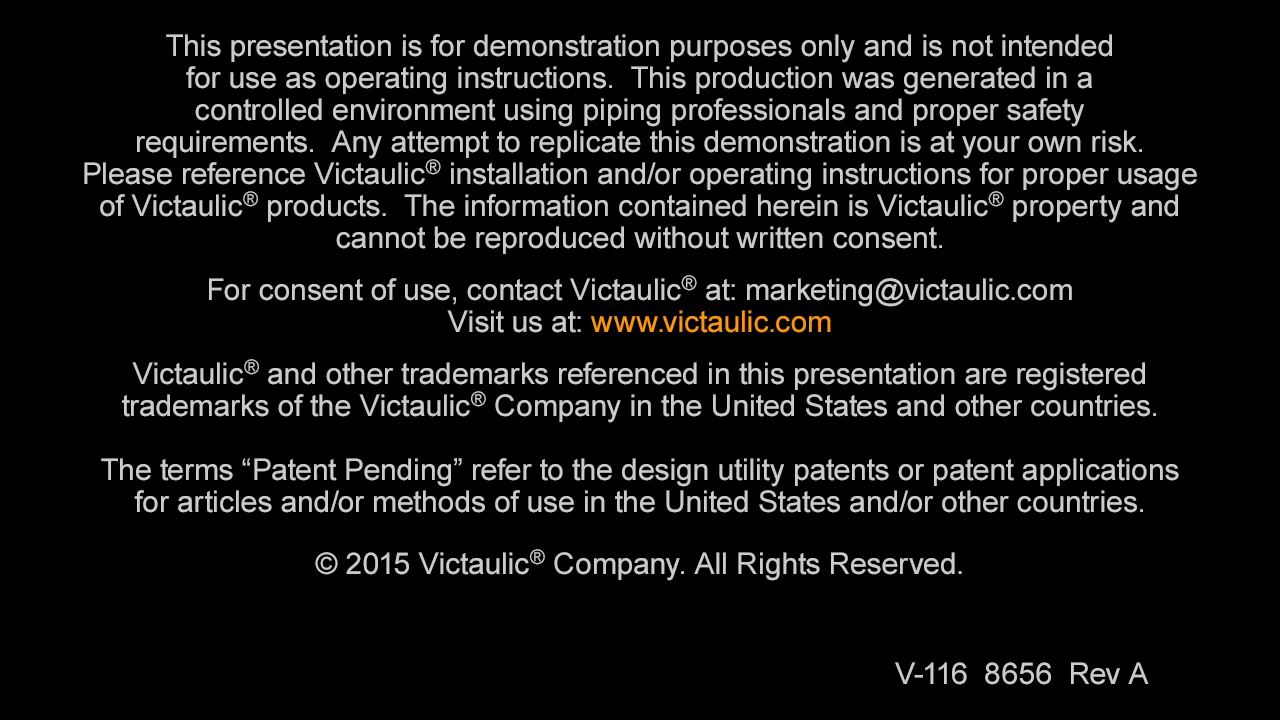 This presentation is for demonstration purposes only and is not intended
for use as operating instructions.  This production was generated in a
controlled environment using piping professionals and proper safety
requirements.  Any attempt to replicate this demonstration is at your own risk.
Please reference Victaulic® installation and/or operating instructions for proper usage
of Victaulic® products.  The information contained herein is Victaulic® property and
cannot be reproduced without written consent.
For consent of use, contact Victaulic® at: marketing@victaulic.com
Visit us at: www.victaulic.com
Victaulic® and other trademarks referenced in this presentation are registered
trademarks of the Victaulic® Company in the United States and other countries.
The terms “Patent Pending” refer to the design utility patents or patent applications
for articles and/or methods of use in the United States and/or other countries.
© 2015 Victaulic® Company. All Rights Reserved.
V-116  8656  Rev A